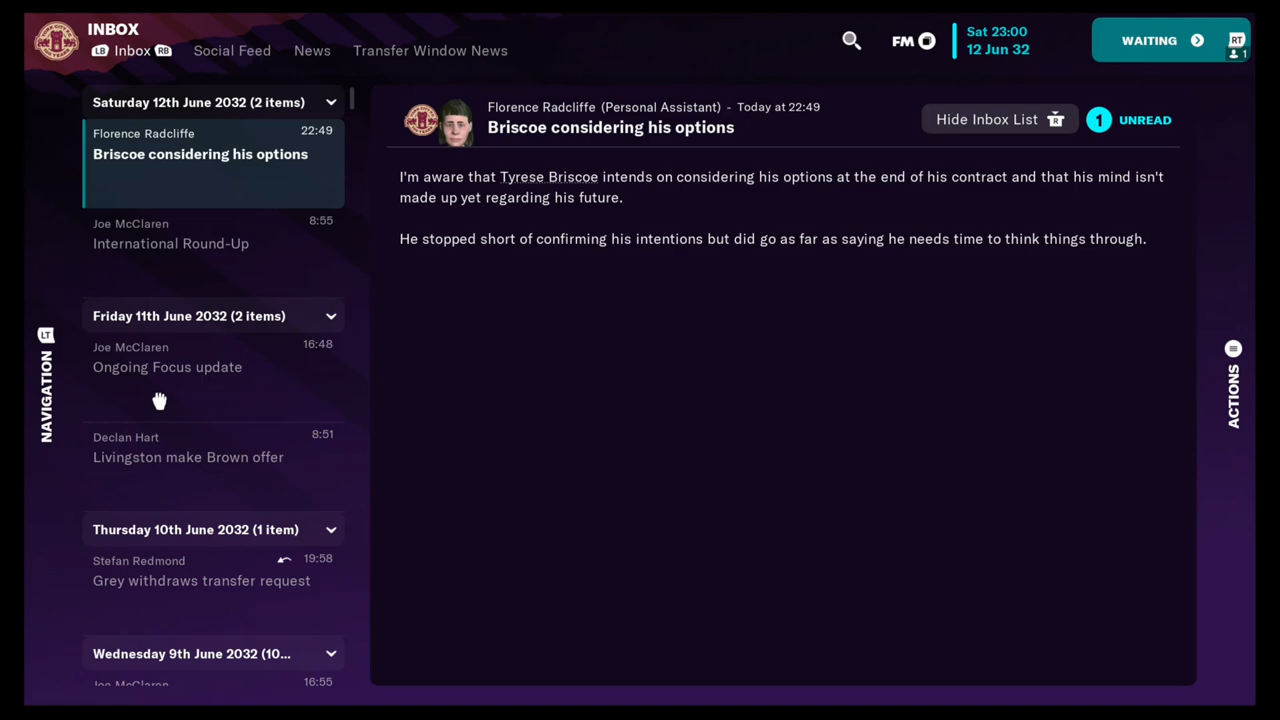 INBOX
LB Inbox RB Social Feed News Transfer Window News
FM
Sat 23:00
12 Jun 32
WAITING
RT
1
Saturday 12th June 2032 (2 items)
Florence Radcliffe 22:49
Briscoe considering his options
Joe McClaren 8:55
International Round-Up
Friday 11th June 2032 (2 items)
Joe McClaren 16:48
Ongoing Focus update
Declan Hart 8:51
Livingston make Brown offer
Thursday 10th June 2032 (1 item)
Stefan Redmond 19:58
Grey withdraws transfer request
Wednesday 9th June 2032 (10...
Joe McClaren 16:55
LT
NAVIGATION
Florence Radcliffe (Personal Assistant) - Today at 22:49
Briscoe considering his options
Hide Inbox List R
1 UNREAD
I'm aware that Tyrese Briscoe intends on considering his options at the end of his contract and that his mind isn't
made up yet regarding his future.
He stopped short of confirming his intentions but did go as far as saying he needs time to think things through.
ACTIONS